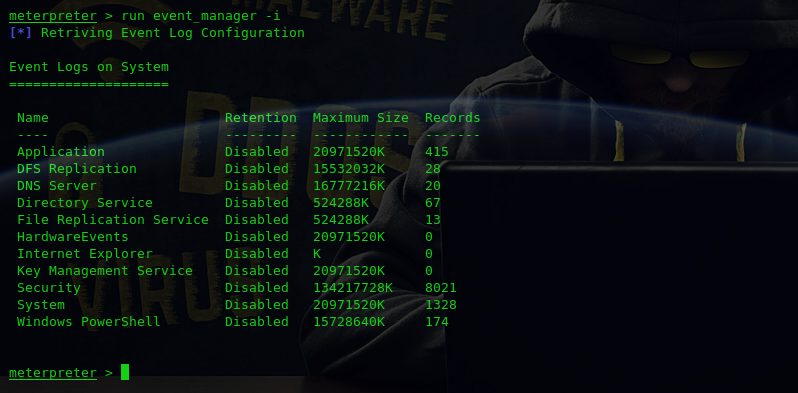 meterpreter > run event_manager -i
[*] Retriving Event Log Configuration
Event Logs on System
=====================
Name Retention Maximum Size Records
---- --------- ------------ -------
Application Disabled 20971520K 415
DFS Replication Disabled 15532032K 28
DNS Server Disabled 16777216K 20
Directory Service Disabled 524288K 67
File Replication Service Disabled 524288K 13
HardwareEvents Disabled 20971520K 0
Internet Explorer Disabled K 0
Key Management Service Disabled 20971520K 0
Security Disabled 134217728K 8021
System Disabled 20971520K 1328
Windows PowerShell Disabled 15728640K 174
meterpreter >
MALWARE
DDOS
VIRUS